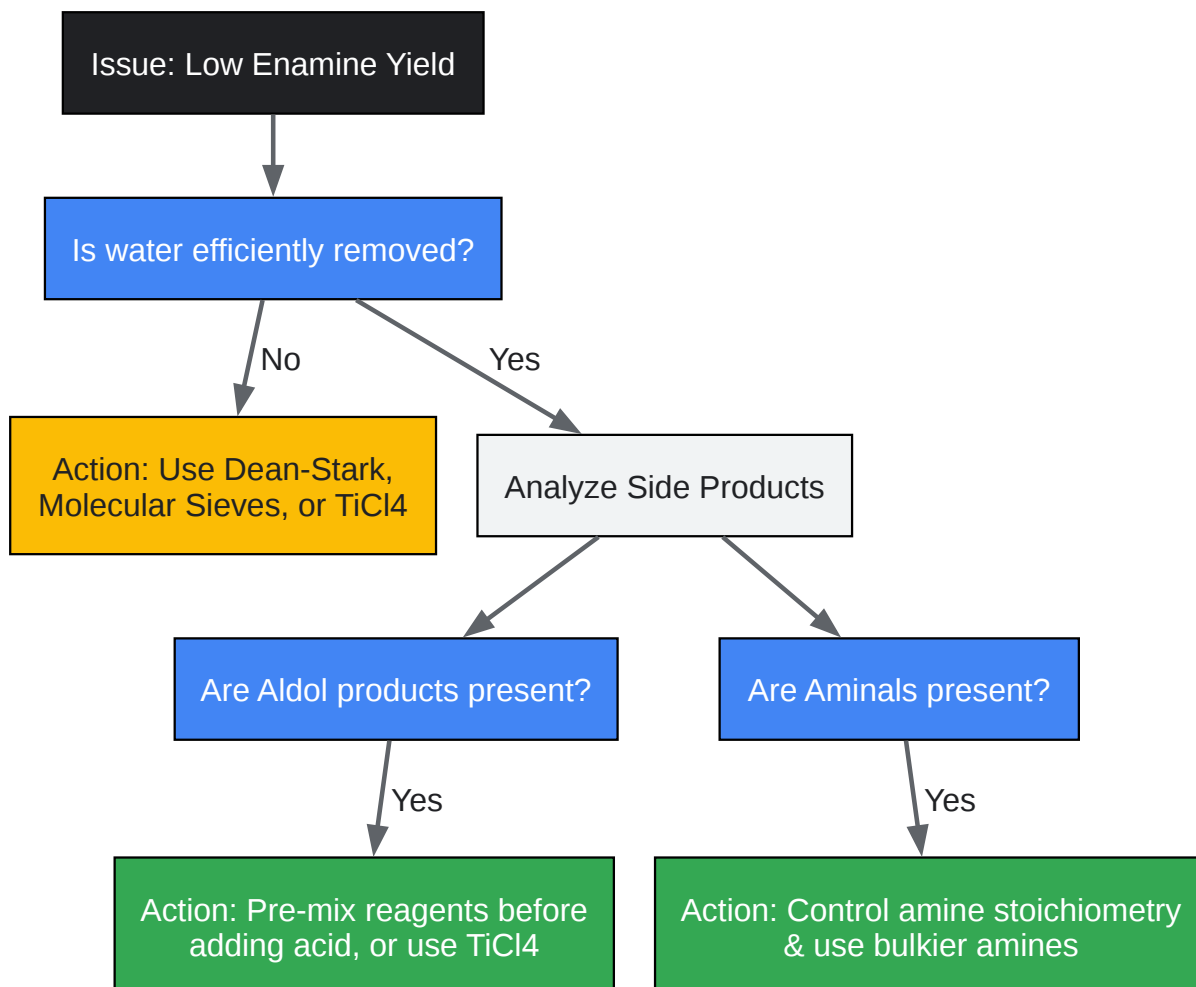 Issue: Low Enamine Yield
Is water efficiently removed?
No
Yes
Action: Use Dean-Stark,
Molecular Sieves, or TiCl4
Analyze Side Products
Are Aldol products present?
Are Aminals present?
Yes
Yes
Action: Pre-mix reagents before
adding acid, or use TiCl4
Action: Control amine stoichiometry
& use bulkier amines